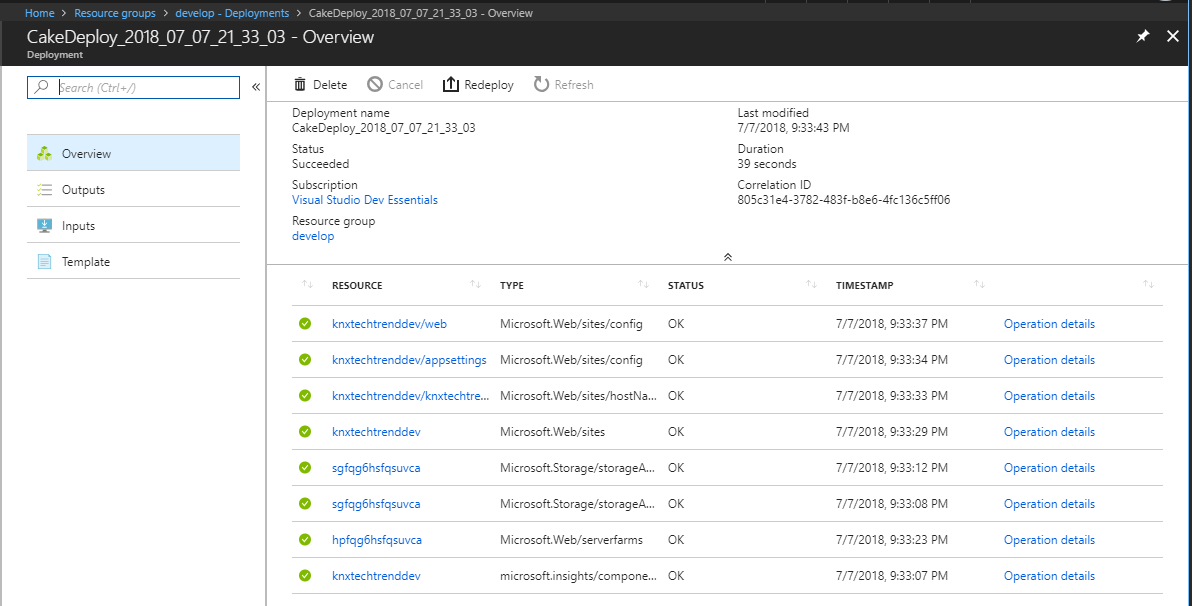 Home > Resource groups > develop - Deployments > CakeDeploy_2018_07_07_21_33_03 - Overview
CakeDeploy_2018_07_07_21_33_03 - Overview
Deployment
Search (Ctrl+/)
Overview
Outputs
Inputs
Template
Delete Cancel Redeploy Refresh
Deployment name
CakeDeploy_2018_07_07_21_33_03
Status
Succeeded
Subscription
Visual Studio Dev Essentials
Resource group
develop
Last modified
7/7/2018, 9:33:43 PM
Duration
39 seconds
Correlation ID
805c31e4-3782-483f-b8e6-4fc136c5ff06
RESOURCE TYPE STATUS TIMESTAMP
knxtechtrenddev/web Microsoft.Web/sites/config OK 7/7/2018, 9:33:37 PM Operation details
knxtechtrenddev/appsettings Microsoft.Web/sites/config OK 7/7/2018, 9:33:34 PM Operation details
knxtechtrenddev/knxtechtre... Microsoft.Web/sites/hostNa... OK 7/7/2018, 9:33:33 PM Operation details
knxtechtrenddev Microsoft.Web/sites OK 7/7/2018, 9:33:29 PM Operation details
sgfqg6hsfqsuvca Microsoft.Storage/storageA... OK 7/7/2018, 9:33:12 PM Operation details
sgfqg6hsfqsuvca Microsoft.Storage/storageA... OK 7/7/2018, 9:33:08 PM Operation details
hpfqg6hsfqsuvca Microsoft.Web/serverfarms OK 7/7/2018, 9:33:23 PM Operation details
knxtechtrenddev microsoft.insights/compone... OK 7/7/2018, 9:33:07 PM Operation details